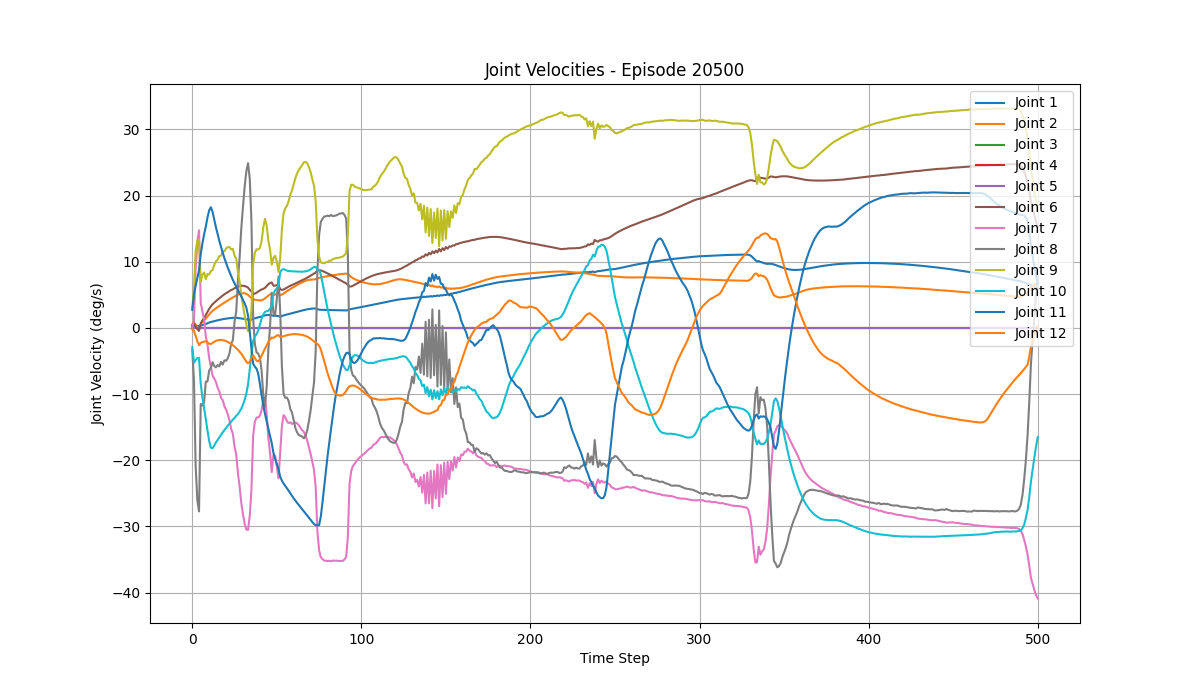 Joint Velocities - Episode 20500
Joint Velocity (deg/s)
30
20
10
0
−10
−20
−30
−40
0 100 200 300 400 500
Time Step
Joint 1
Joint 2
Joint 3
Joint 4
Joint 5
Joint 6
Joint 7
Joint 8
Joint 9
Joint 10
Joint 11
Joint 12